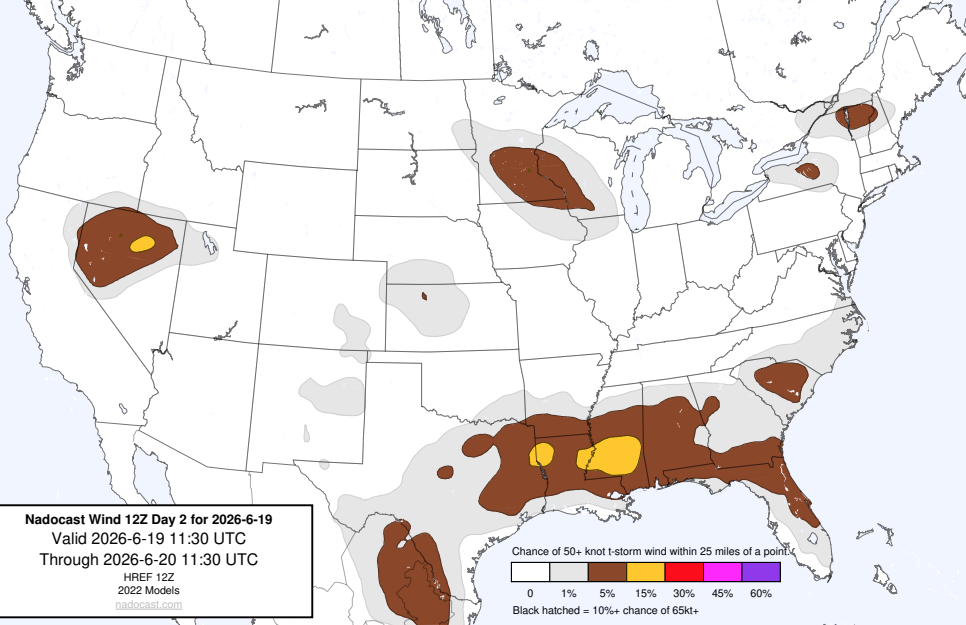 Nadocast Wind 12Z Day 2 for 2026-6-19
Valid 2026-6-19 11:30 UTC
Through 2026-6-20 11:30 UTC
HREF 12Z
2022 Models
nadocast.com
Chance of 50+ knot t-storm wind within 25 miles of a point.
0 1% 5% 15% 30% 45% 60%
Black hatched = 10%+ chance of 65kt+